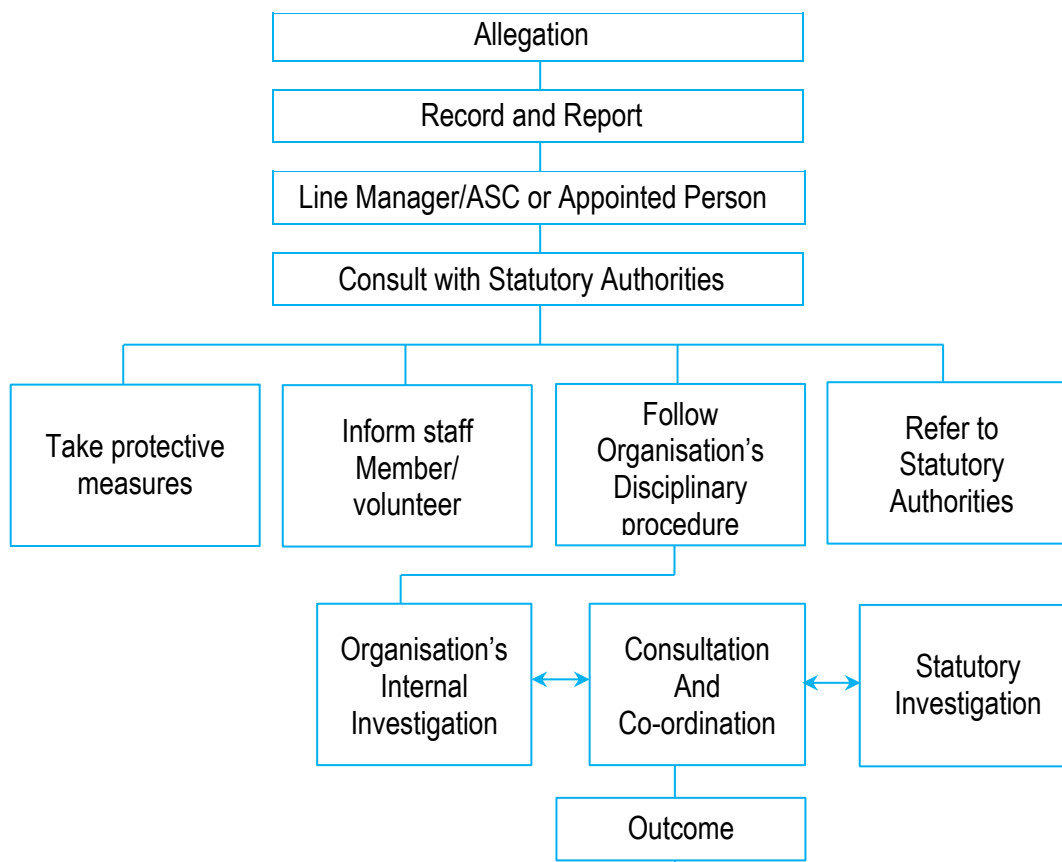 Allegation
Record and Report
Line Manager/ASC or Appointed Person
Consult with Statutory Authorities
Take protective
measures
Inform staff
Member/
volunteer
Follow
Organisation’s
Disciplinary
procedure
Refer to
Statutory
Authorities
Organisation’s
Internal
Investigation
Consultation
And
Co-ordination
Statutory
Investigation
Outcome